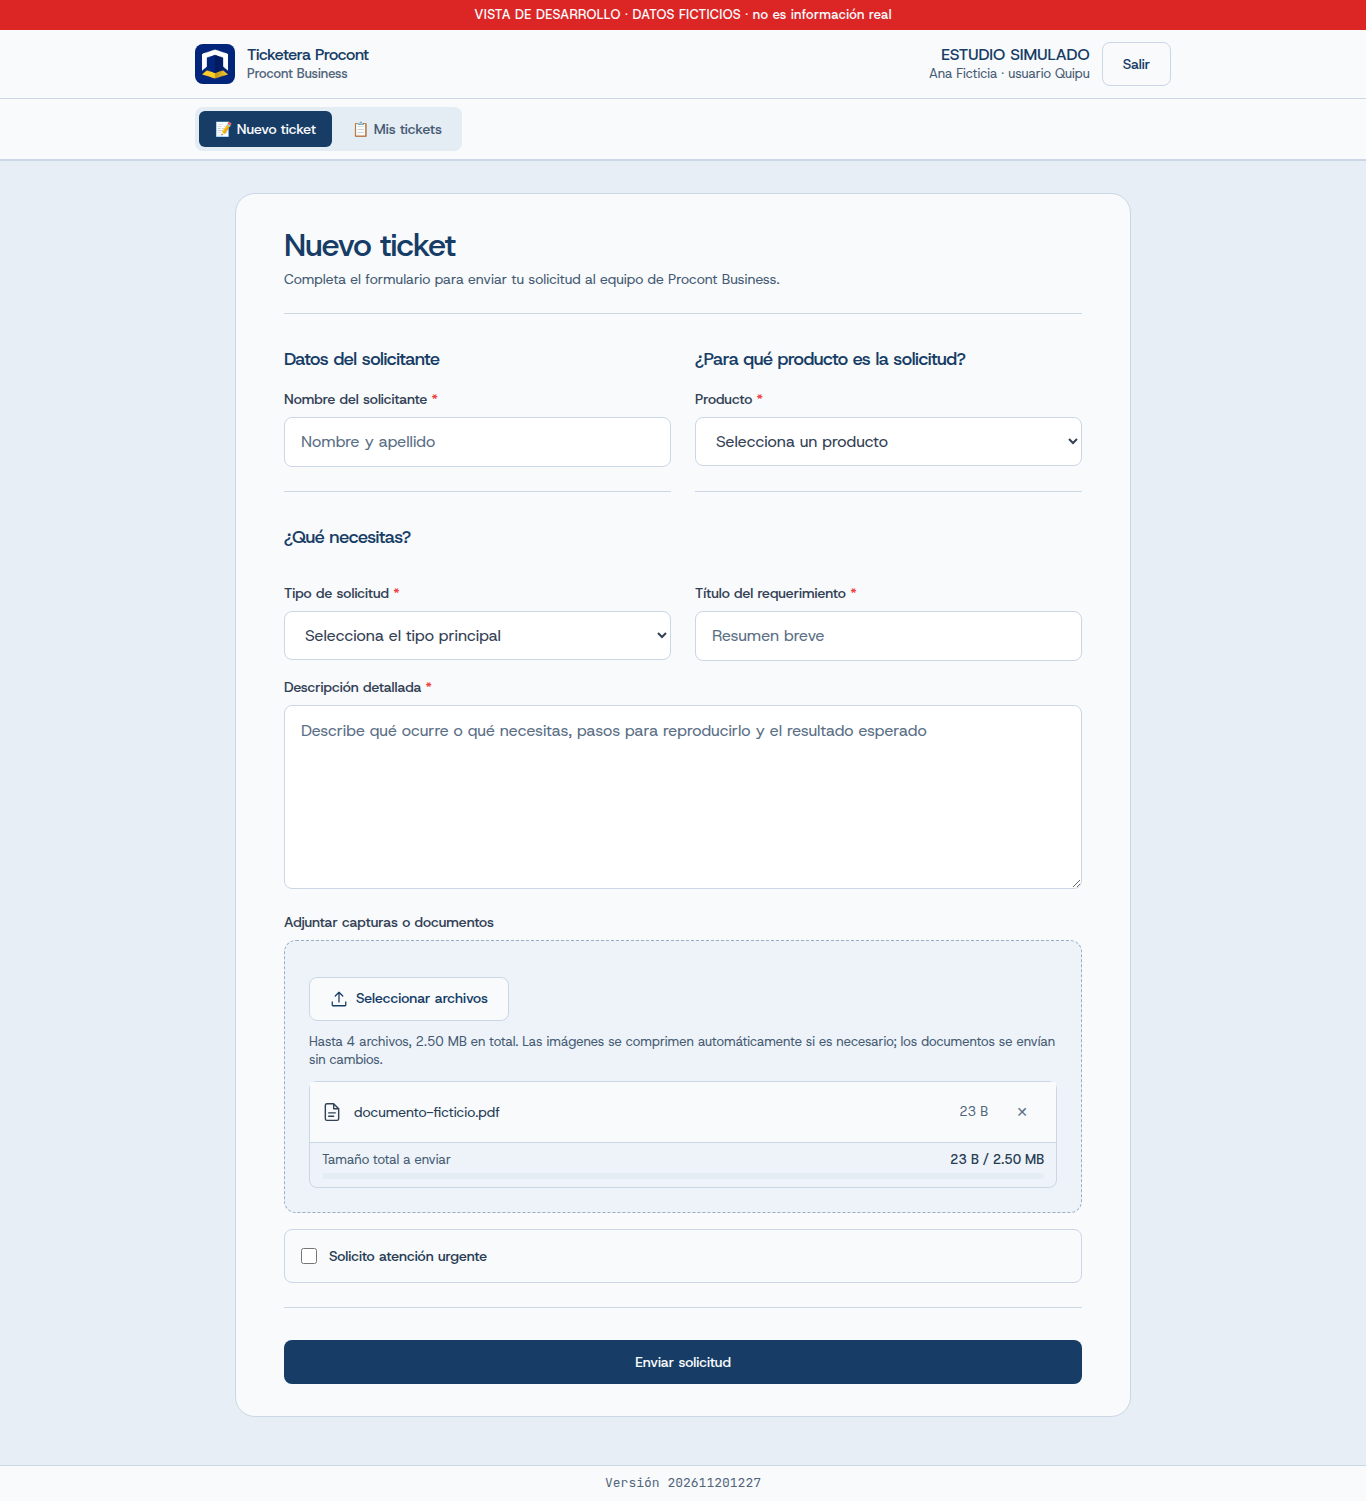 VISTA DE DESARROLLO · DATOS FICTICIOS · no es información real
Ticketera Procont
Procont Business
ESTUDIO SIMULADO
Ana Ficticia · usuario Quipu
Salir
📝 Nuevo ticket
📋 Mis tickets
Nuevo ticket
Completa el formulario para enviar tu solicitud al equipo de Procont Business.
Datos del solicitante
Nombre del solicitante *
Nombre y apellido
¿Para qué producto es la solicitud?
Producto *
Selecciona un producto
¿Qué necesitas?
Tipo de solicitud *
Selecciona el tipo principal
Título del requerimiento *
Resumen breve
Descripción detallada *
Describe qué ocurre o qué necesitas, pasos para reproducirlo y el resultado esperado
Adjuntar capturas o documentos
Seleccionar archivos
Hasta 4 archivos, 2.50 MB en total. Las imágenes se comprimen automáticamente si es necesario; los documentos se envían
sin cambios.
documento-ficticio.pdf 23 B ✕
Tamaño total a enviar 23 B / 2.50 MB
Solicito atención urgente
Enviar solicitud
Versión 202611201227